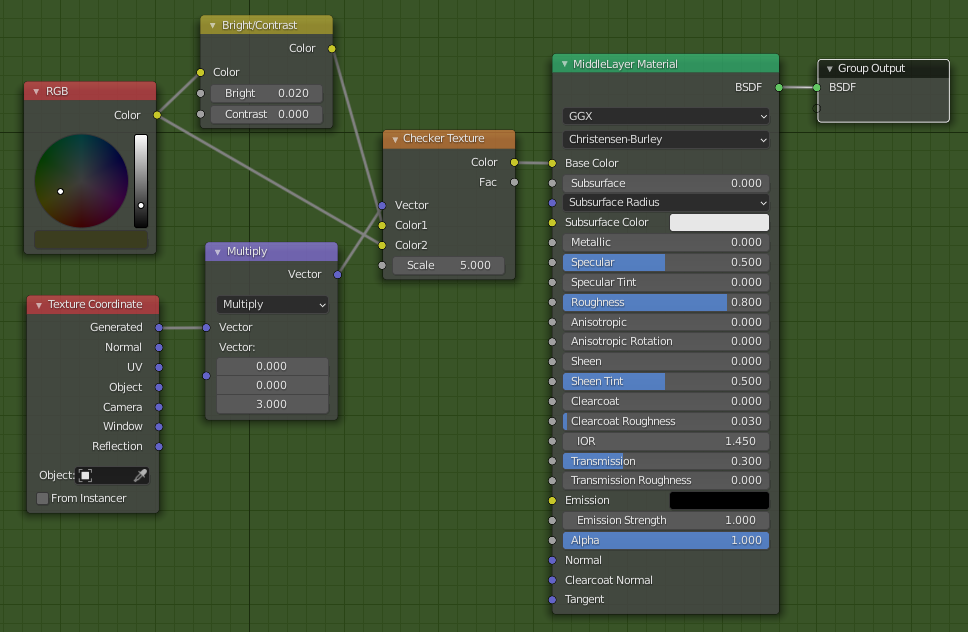 RGB
Color
Bright/Contrast
Color
Color
Bright 0.020
Contrast 0.000
Texture Coordinate
Generated
Normal
UV
Object
Camera
Window
Reflection
Object:
From Instancer
Multiply
Vector
Multiply
Vector
Vector:
0.000
0.000
3.000
Checker Texture
Color
Fac
Vector
Color1
Color2
Scale 5.000
MiddleLayer Material
BSDF
GGX
Christensen-Burley
Base Color
Subsurface 0.000
Subsurface Radius
Subsurface Color
Metallic 0.000
Specular 0.500
Specular Tint 0.000
Roughness 0.800
Anisotropic 0.000
Anisotropic Rotation 0.000
Sheen 0.000
Sheen Tint 0.500
Clearcoat 0.000
Clearcoat Roughness 0.030
IOR 1.450
Transmission 0.300
Transmission Roughness 0.000
Emission
Emission Strength 1.000
Alpha 1.000
Normal
Clearcoat Normal
Tangent
Group Output
BSDF